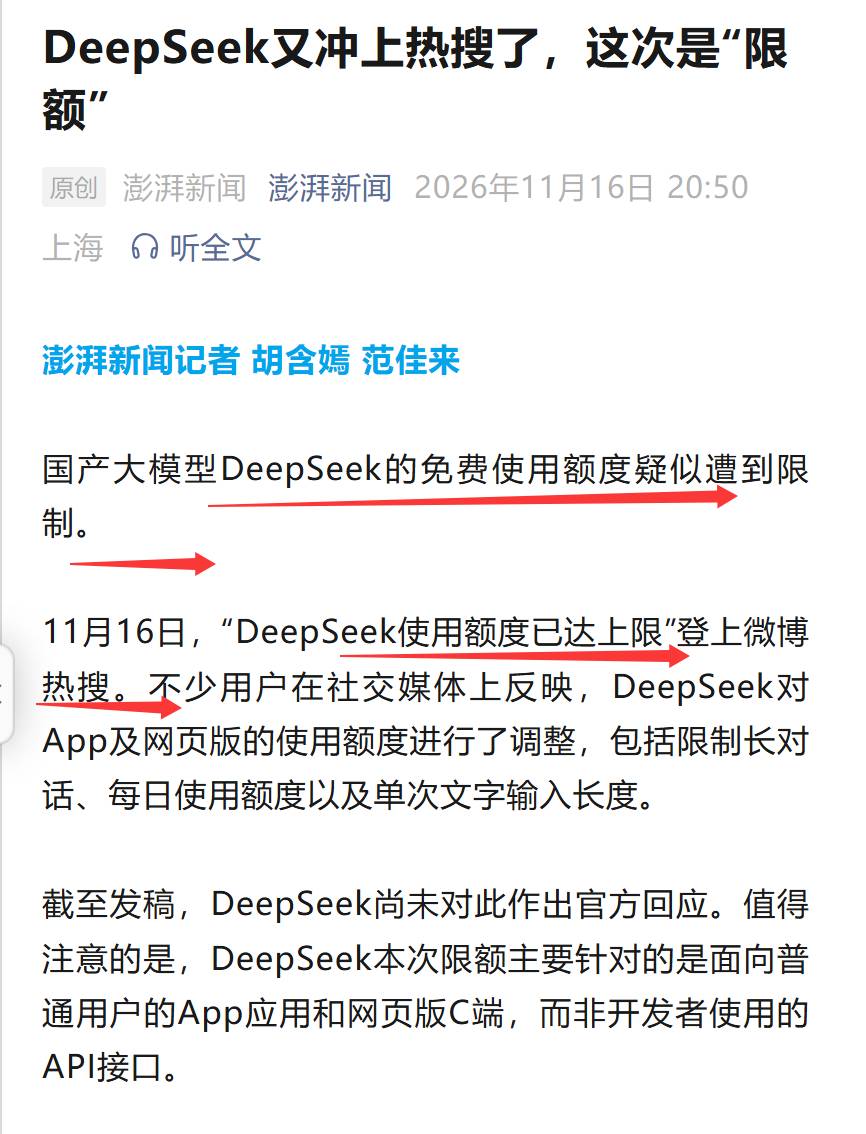 DeepSeek又冲上热搜了，这次是“限
额”
原创 澎湃新闻 澎湃新闻 2026年11月16日 20:50
上海 听全文
澎湃新闻记者 胡含嫣 范佳来
国产大模型DeepSeek的免费使用额度疑似遭到限
制。
11月16日，“DeepSeek使用额度已达上限”登上微博
热搜。不少用户在社交媒体上反映，DeepSeek对
App及网页版的使用额度进行了调整，包括限制长对
话、每日使用额度以及单次文字输入长度。
截至发稿，DeepSeek尚未对此作出官方回应。值得
注意的是，DeepSeek本次限额主要针对的是面向普
通用户的App应用和网页版C端，而非开发者使用的
API接口。